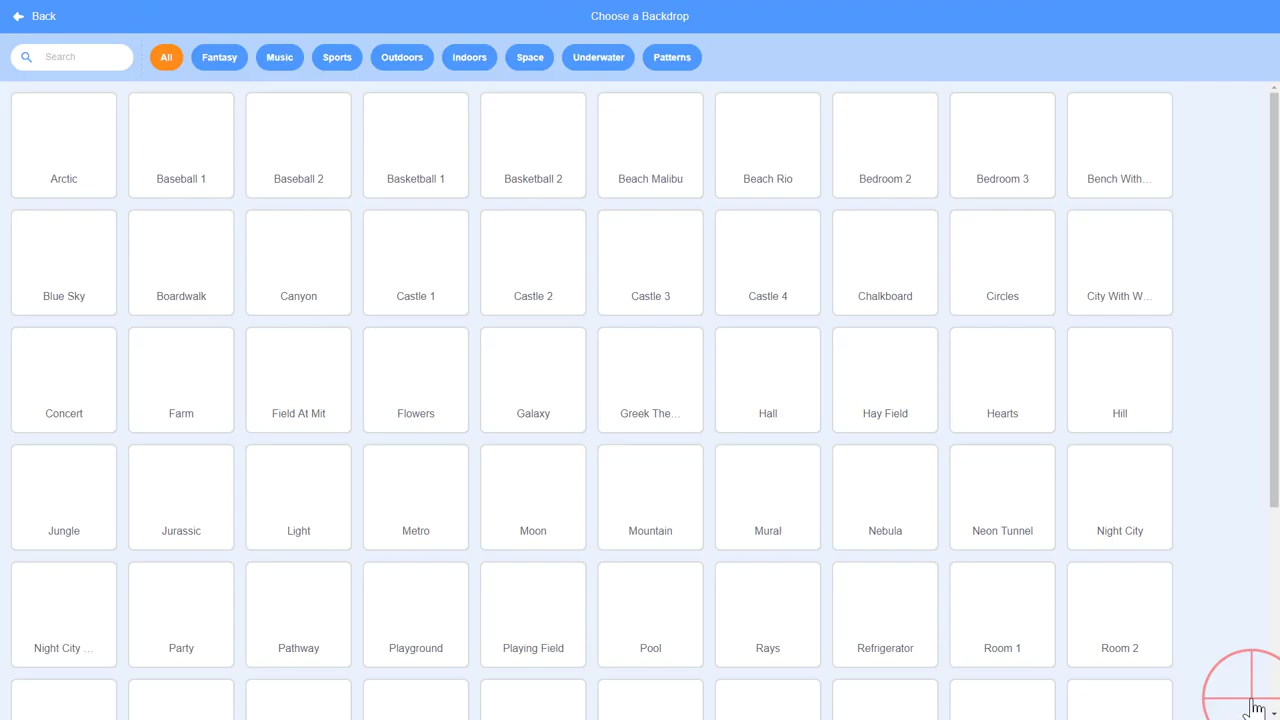 Back
Choose a Backdrop
Search
All Fantasy Music Sports Outdoors Indoors Space Underwater Patterns
Arctic Baseball 1 Baseball 2 Basketball 1 Basketball 2 Beach Malibu Beach Rio Bedroom 2 Bedroom 3 Bench With...
Blue Sky Boardwalk Canyon Castle 1 Castle 2 Castle 3 Castle 4 Chalkboard Circles City With W...
Concert Farm Field At Mit Flowers Galaxy Greek The... Hall Hay Field Hearts Hill
Jungle Jurassic Light Metro Moon Mountain Mural Nebula Neon Tunnel Night City
Night City ... Party Pathway Playground Playing Field Pool Rays Refrigerator Room 1 Room 2